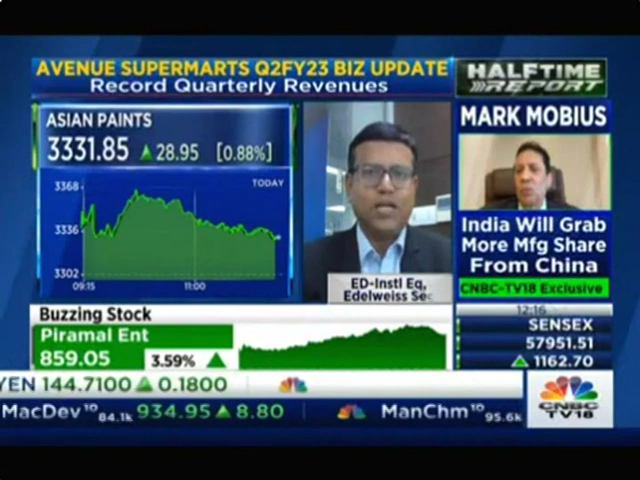 AVENUE SUPERMARTS Q2FY23 BIZ UPDATE
Record Quarterly Revenues
HALFTIME
REPORT
ASIAN PAINTS
3331.85 ▲ 28.95 [0.88%]
TODAY
3368
3336
3302
09:15 11:00
ED-Instl Eq,
Edelweiss Sec
MARK MOBIUS
India Will Grab
More Mfg Share
From China
CNBC-TV18 Exclusive
Buzzing Stock
Piramal Ent
859.05 3.59% ▲
12:16
SENSEX
57951.51
▲ 1162.70
YEN 144.7100 ▲ 0.1800
MacDev 10 84.1k 934.95 ▲ 8.80 ManChm 10 95.6k
CNBC
TV18